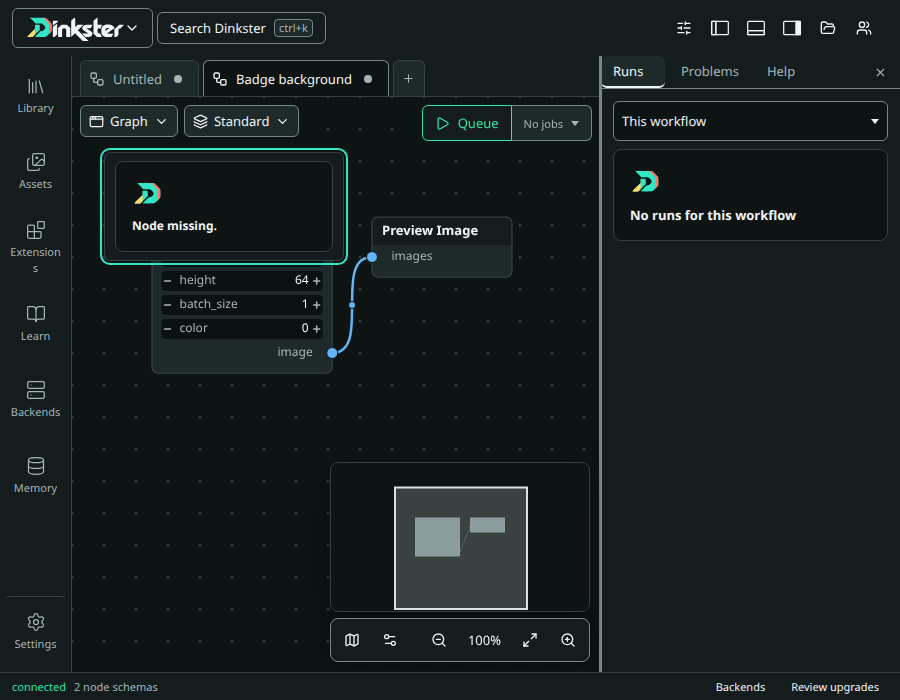 Dinkster
Search Dinkster ctrl+k
Untitled
Badge background
+
Runs
Problems
Help
Library
Assets
Extension
s
Learn
Backends
Memory
Settings
Graph
Standard
Queue
No jobs
Node missing.
Preview Image
images
height 64
batch_size 1
color 0
image
This workflow
No runs for this workflow
100%
connected
2 node schemas
Backends
Review upgrades